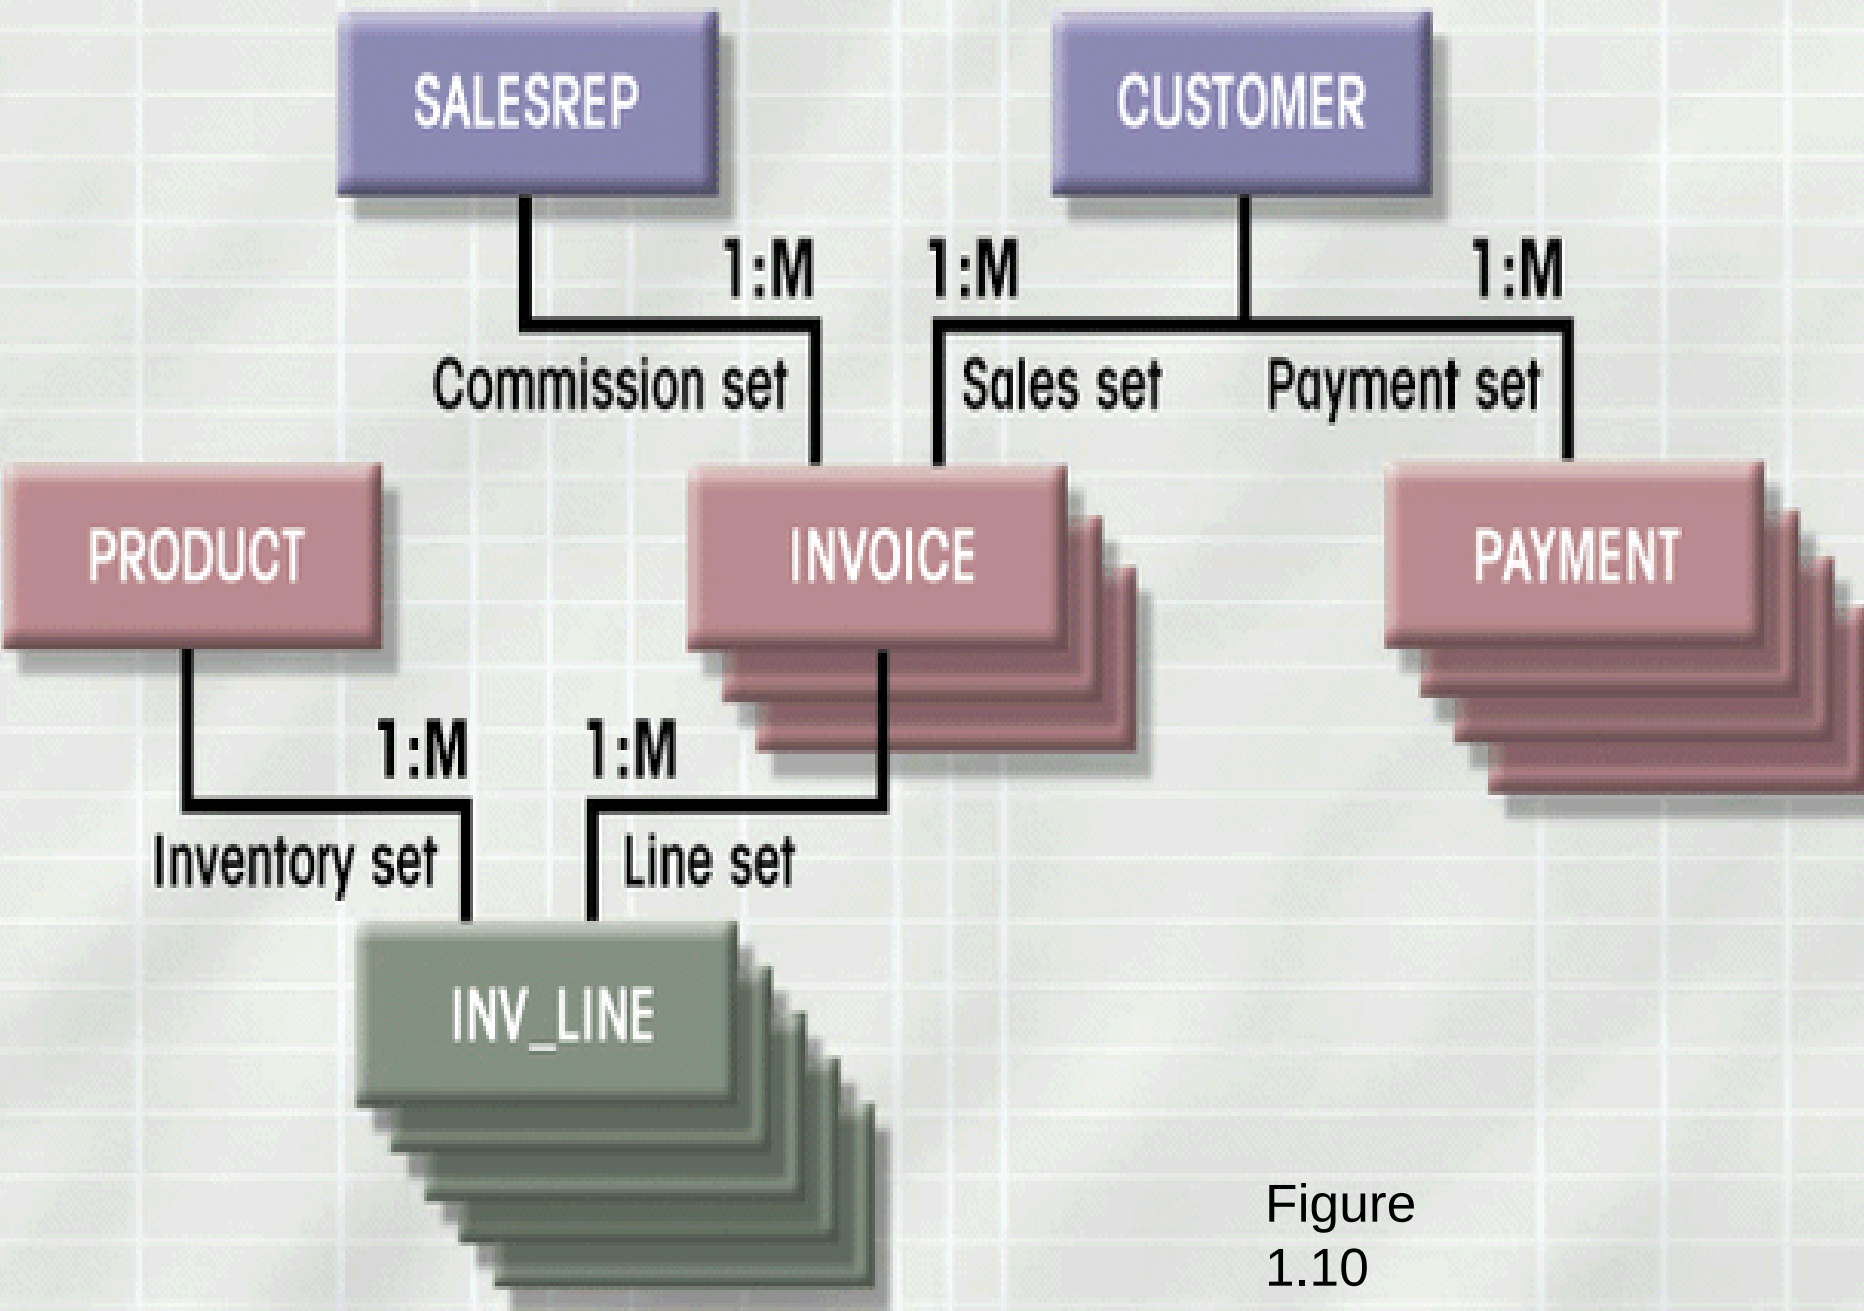 SALESREP
CUSTOMER
1:M
1:M
1:M
Commission set
Sales set
Payment set
PRODUCT
INVOICE
PAYMENT
1:M
1:M
Inventory set
Line set
INV_LINE
Figure
1.10